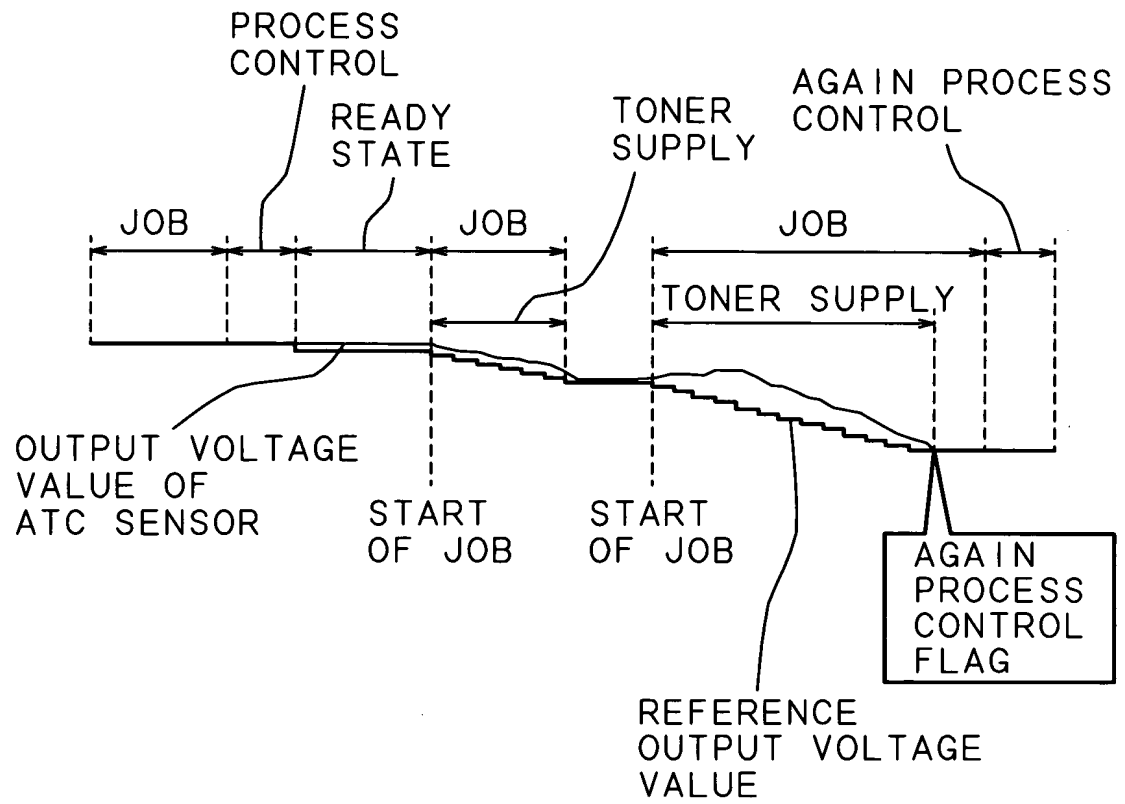 PROCESS
CONTROL
READY
STATE
TONER
SUPPLY
AGAIN PROCESS
CONTROL
JOB
JOB
JOB
TONER SUPPLY
OUTPUT VOLTAGE
VALUE OF
ATC SENSOR
START
OF JOB
START
OF JOB
AGAIN
PROCESS
CONTROL
FLAG
REFERENCE
OUTPUT VOLTAGE
VALUE